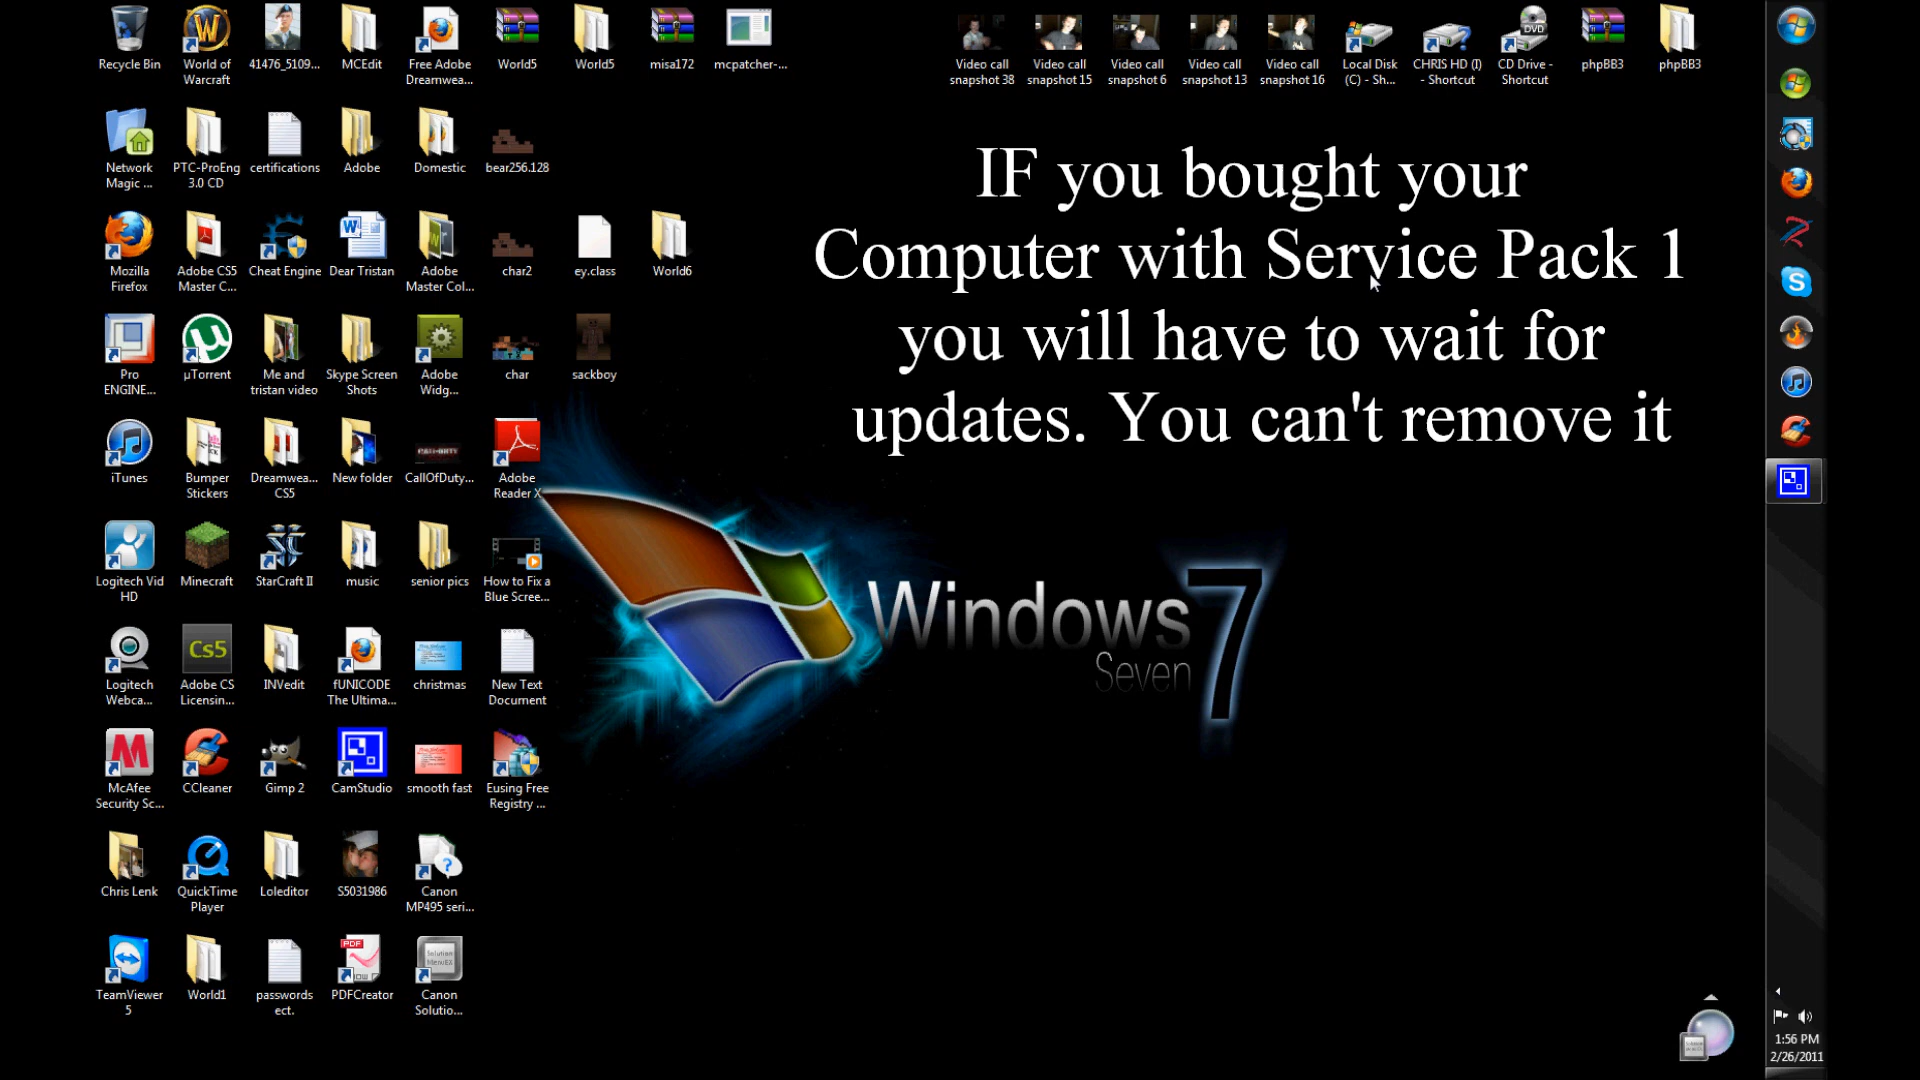 Recycle Bin
World of
Warcraft
41476_5109...
MCEdit
Free Adobe
Dreamwea...
World5
World5
misa172
mcpatcher-...
Video call
snapshot 38
Video call
snapshot 15
Video call
snapshot 6
Video call
snapshot 13
Video call
snapshot 16
Local Disk
(C) - Sh...
CHRIS HD (I)
- Shortcut
CD Drive -
Shortcut
phpBB3
phpBB3
Network
Magic ...
PTC-ProEng
3.0 CD
certifications
Adobe
Domestic
bear256.128
IF you bought your
Computer with Service Pack 1
you will have to wait for
updates. You can't remove it
Mozilla
Firefox
Adobe CS5
Master C...
Cheat Engine
Dear Tristan
Adobe
Master Col...
char2
ey.class
World6
Pro
ENGINE...
µTorrent
Me and
tristan video
Skype Screen
Shots
Adobe
Widg...
char
sackboy
iTunes
Bumper
Stickers
Dreamwea...
CS5
New folder
CallOfDuty...
Adobe
Reader X
Logitech Vid
HD
Minecraft
StarCraft II
music
senior pics
How to Fix a
Blue Scree...
Windows 7
Seven
Logitech
Webca...
Cs5
Adobe CS
Licensin...
INVedit
fUNICODE
The Ultima...
christmas
New Text
Document
McAfee
Security Sc...
CCleaner
Gimp 2
CamStudio
smooth fast
Eusing Free
Registry ...
Chris Lenk
QuickTime
Player
Loleditor
S5031986
Canon
MP495 seri...
TeamViewer
5
World1
passwords
ect.
PDF
PDFCreator
Solution
MenuEX
Canon
Solutio...
1:56 PM
2/26/2011